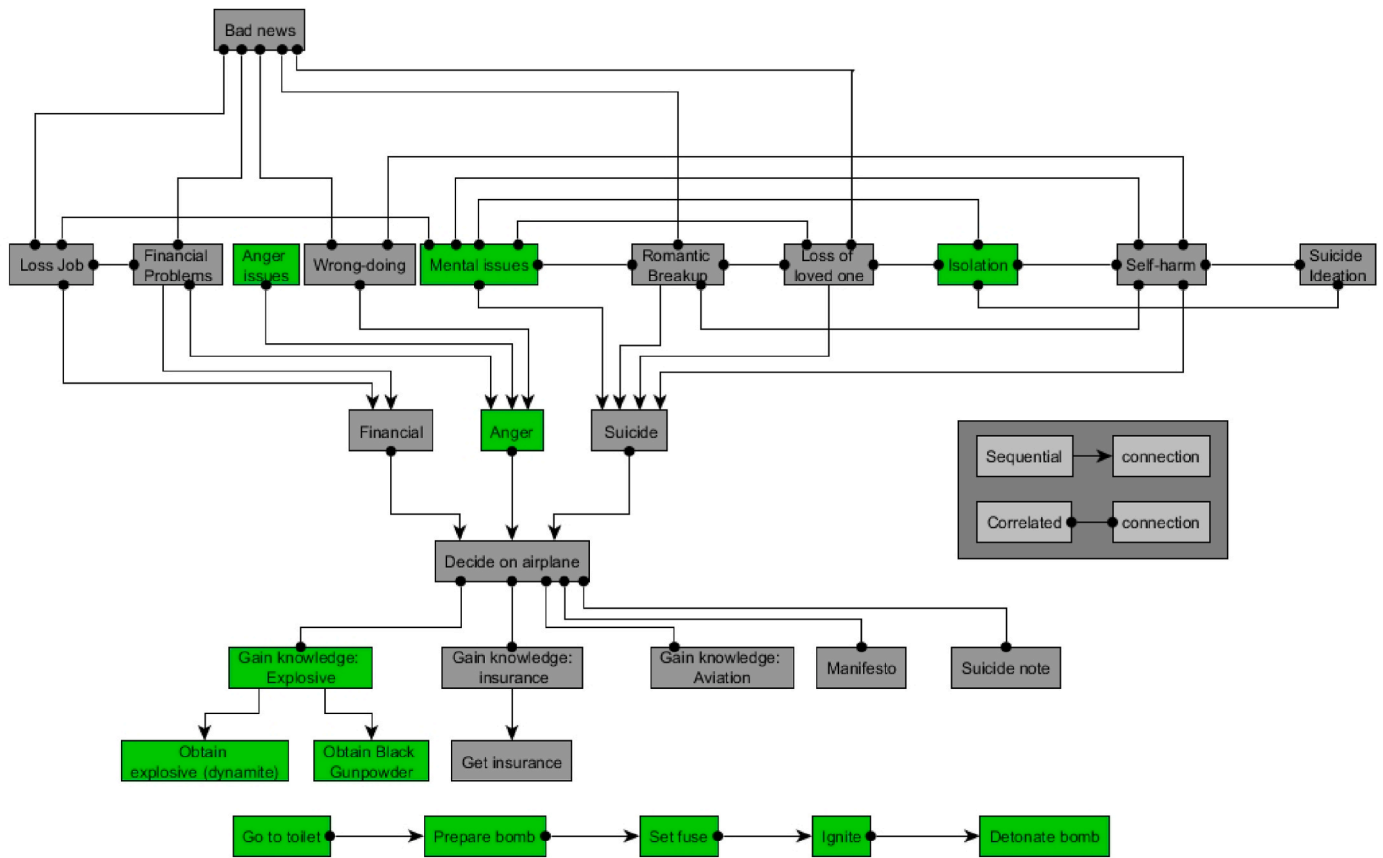 Bad news
Loss Job
Financial
Problems
Anger
issues
Wrong-doing
Mental issues
Romantic
Breakup
Loss of
loved one
Isolation
Self-harm
Suicide
Ideation
Financial
Anger
Suicide
Sequential
connection
Correlated
connection
Decide on airplane
Gain knowledge:
Explosive
Gain knowledge:
insurance
Gain knowledge:
Aviation
Manifesto
Suicide note
Obtain
explosive (dynamite)
Obtain Black
Gunpowder
Get insurance
Go to toilet
Prepare bomb
Set fuse
Ignite
Detonate bomb